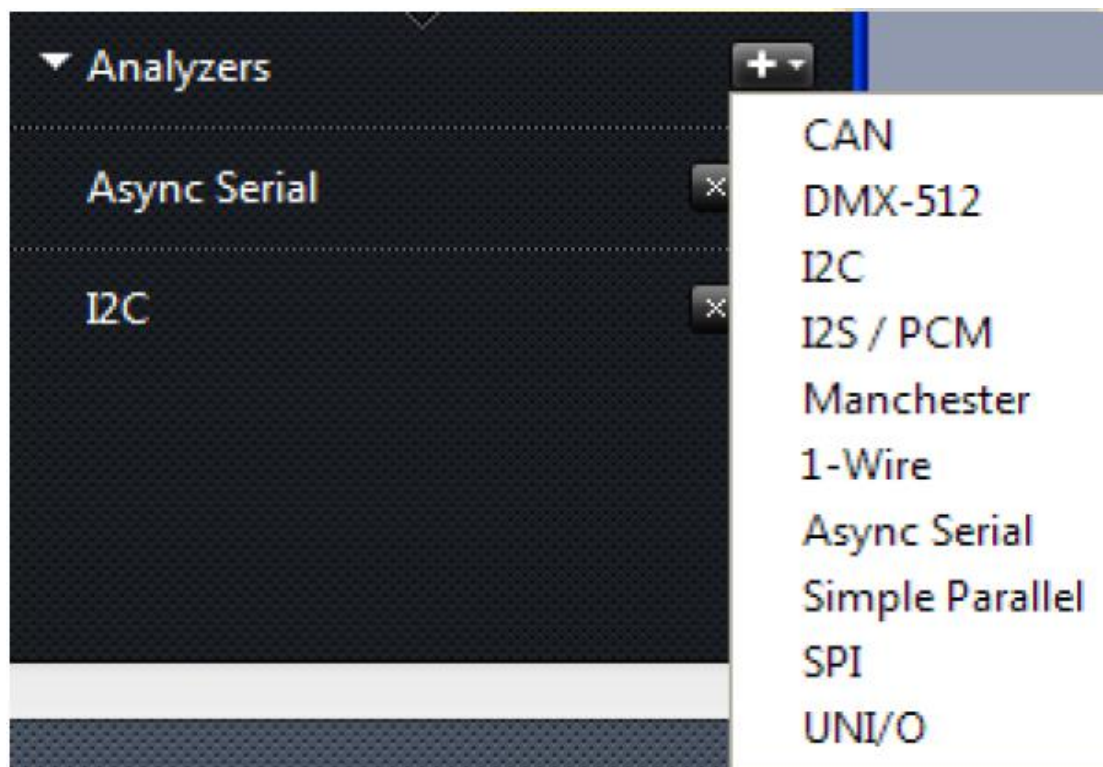 Analyzers
Async Serial
I2C
CAN
DMX-512
I2C
I2S / PCM
Manchester
1-Wire
Async Serial
Simple Parallel
SPI
UNI/O